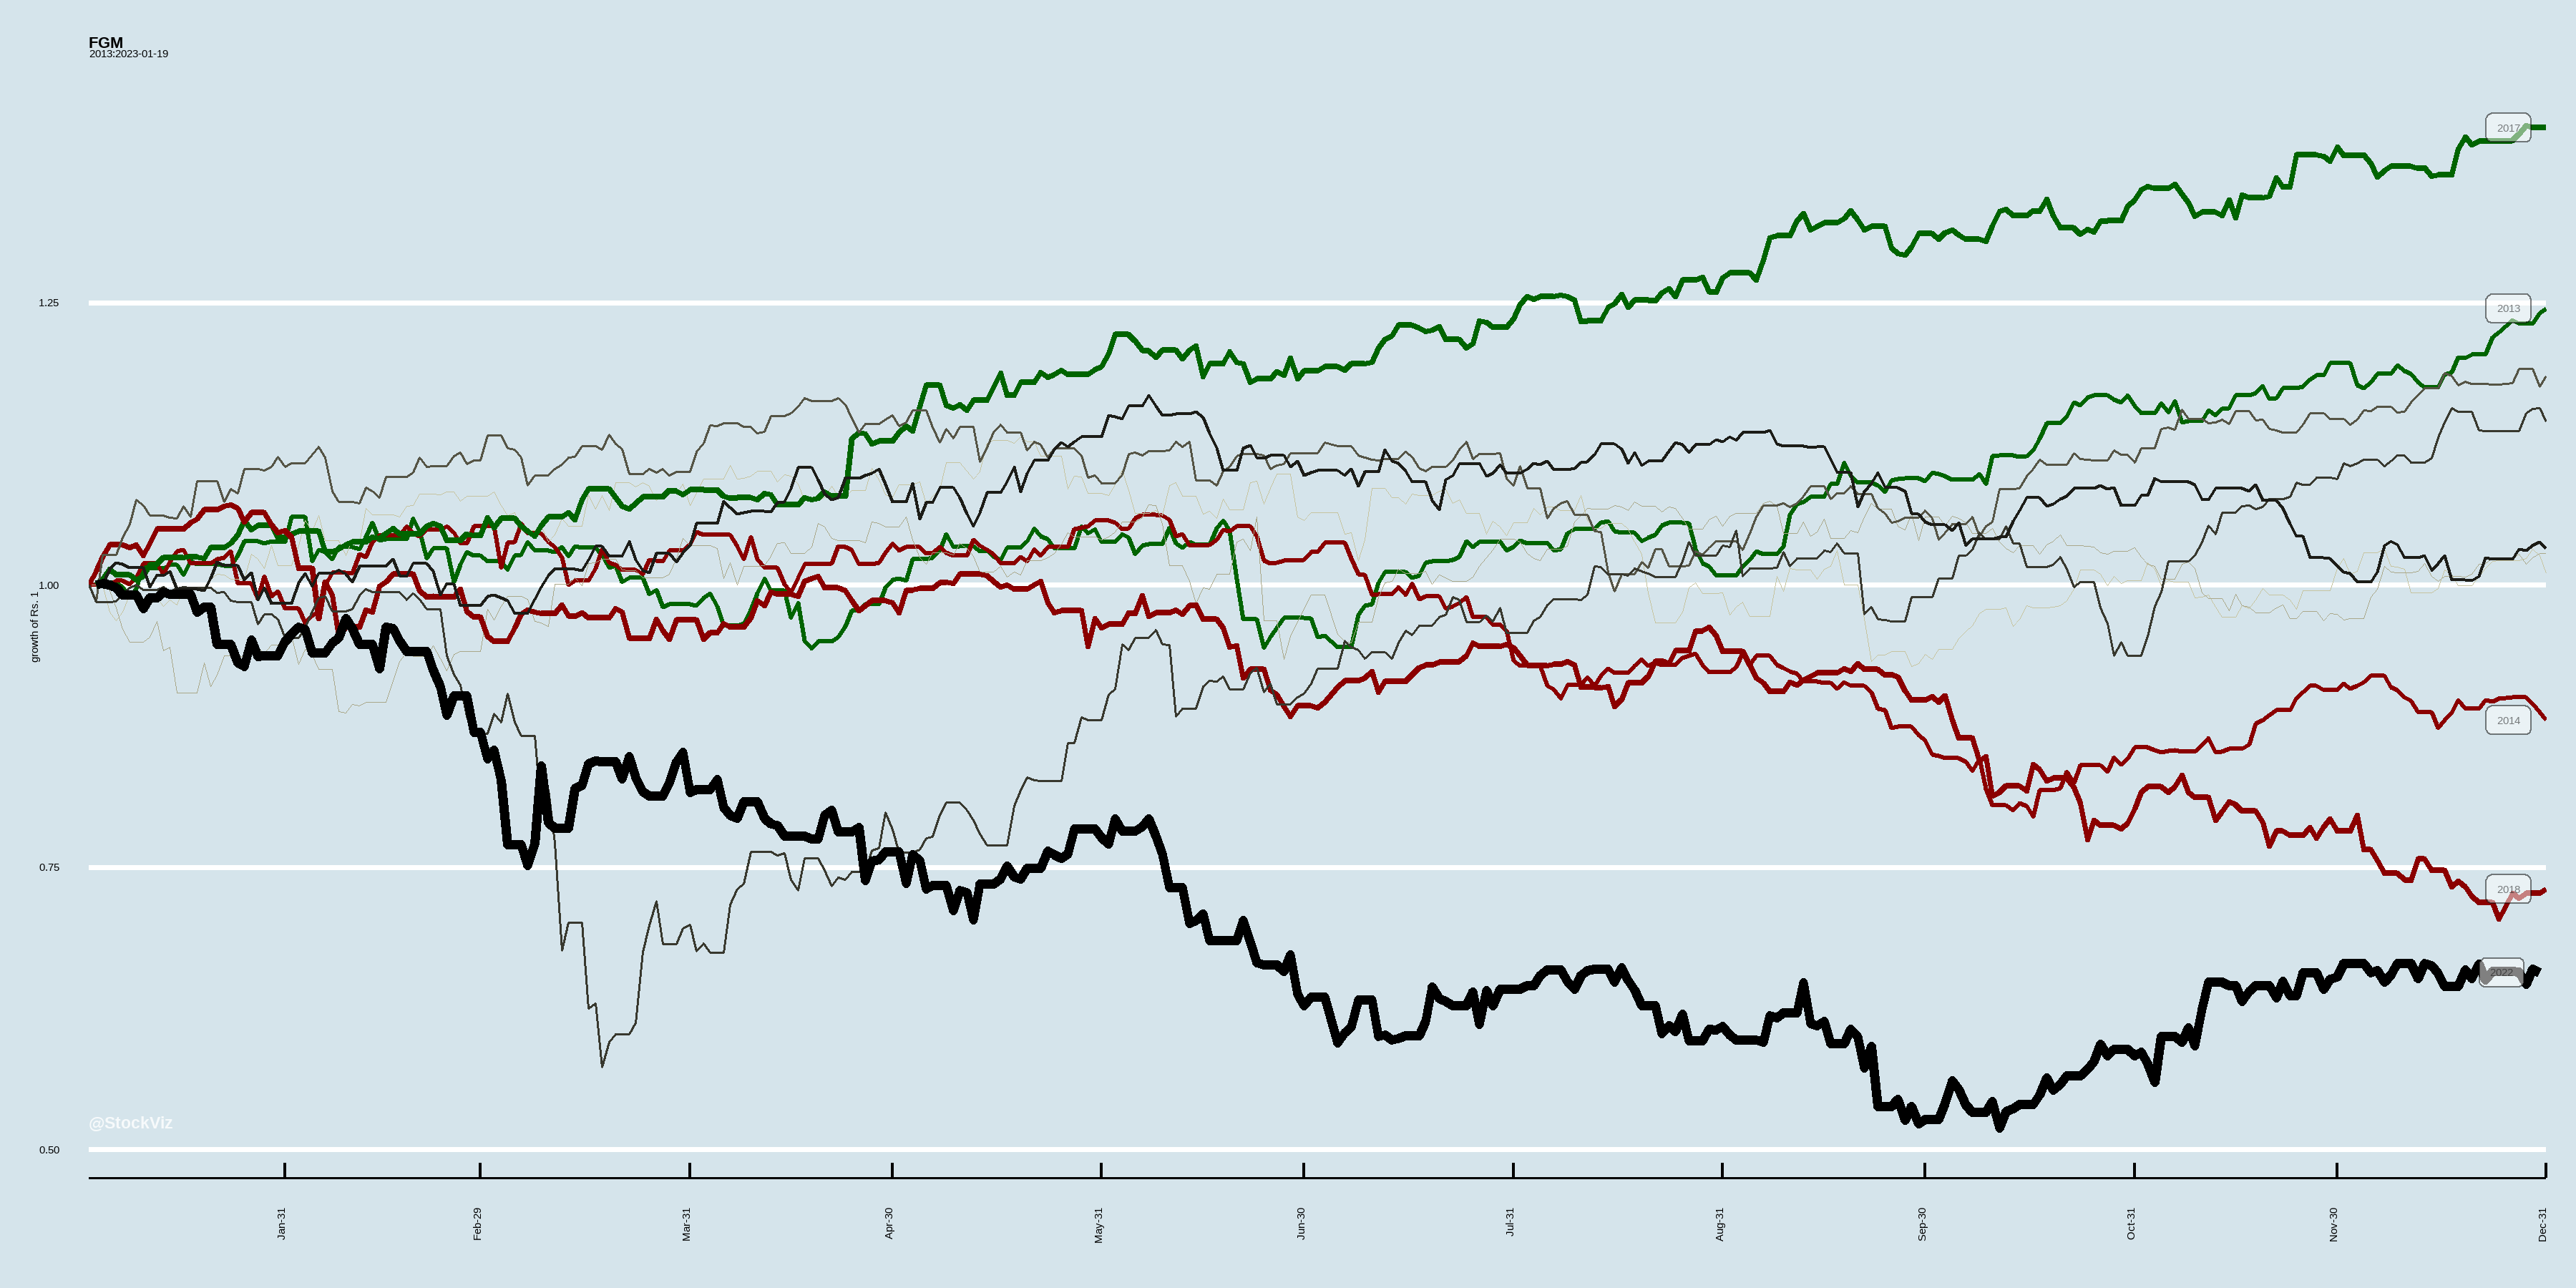 FGM
2013:2023-01-19
2017
1.25
2013
1.00
growth of Rs. 1
2014
0.75
2018
2022
@StockViz
0.50
Jan-31
Feb-29
Mar-31
Apr-30
May-31
Jun-30
Jul-31
Aug-31
Sep-30
Oct-31
Nov-30
Dec-31